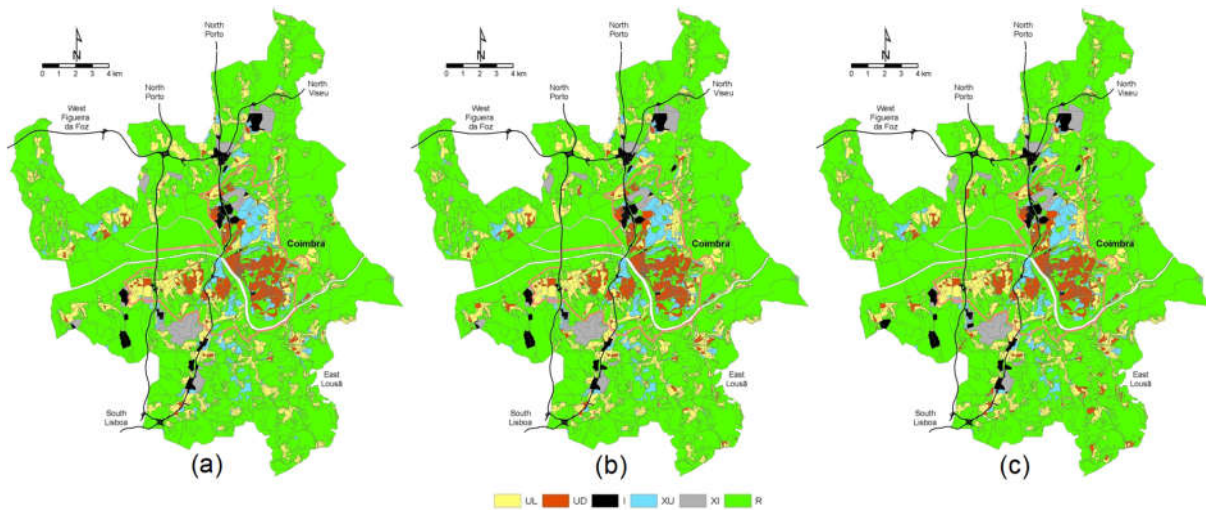 North
Porto
N
0 1 2 3 4 km
North
Porto
North
Viseu
West
Figueira
da Foz
Coimbra
East
Lousã
South
Lisboa
(a)
North
Porto
N
0 1 2 3 4 km
North
Porto
North
Viseu
West
Figueira
da Foz
Coimbra
East
Lousã
South
Lisboa
(b)
North
Porto
N
0 1 2 3 4 km
North
Porto
North
Viseu
West
Figueira
da Foz
Coimbra
East
Lousã
South
Lisboa
(c)
UL UD I XU XI R